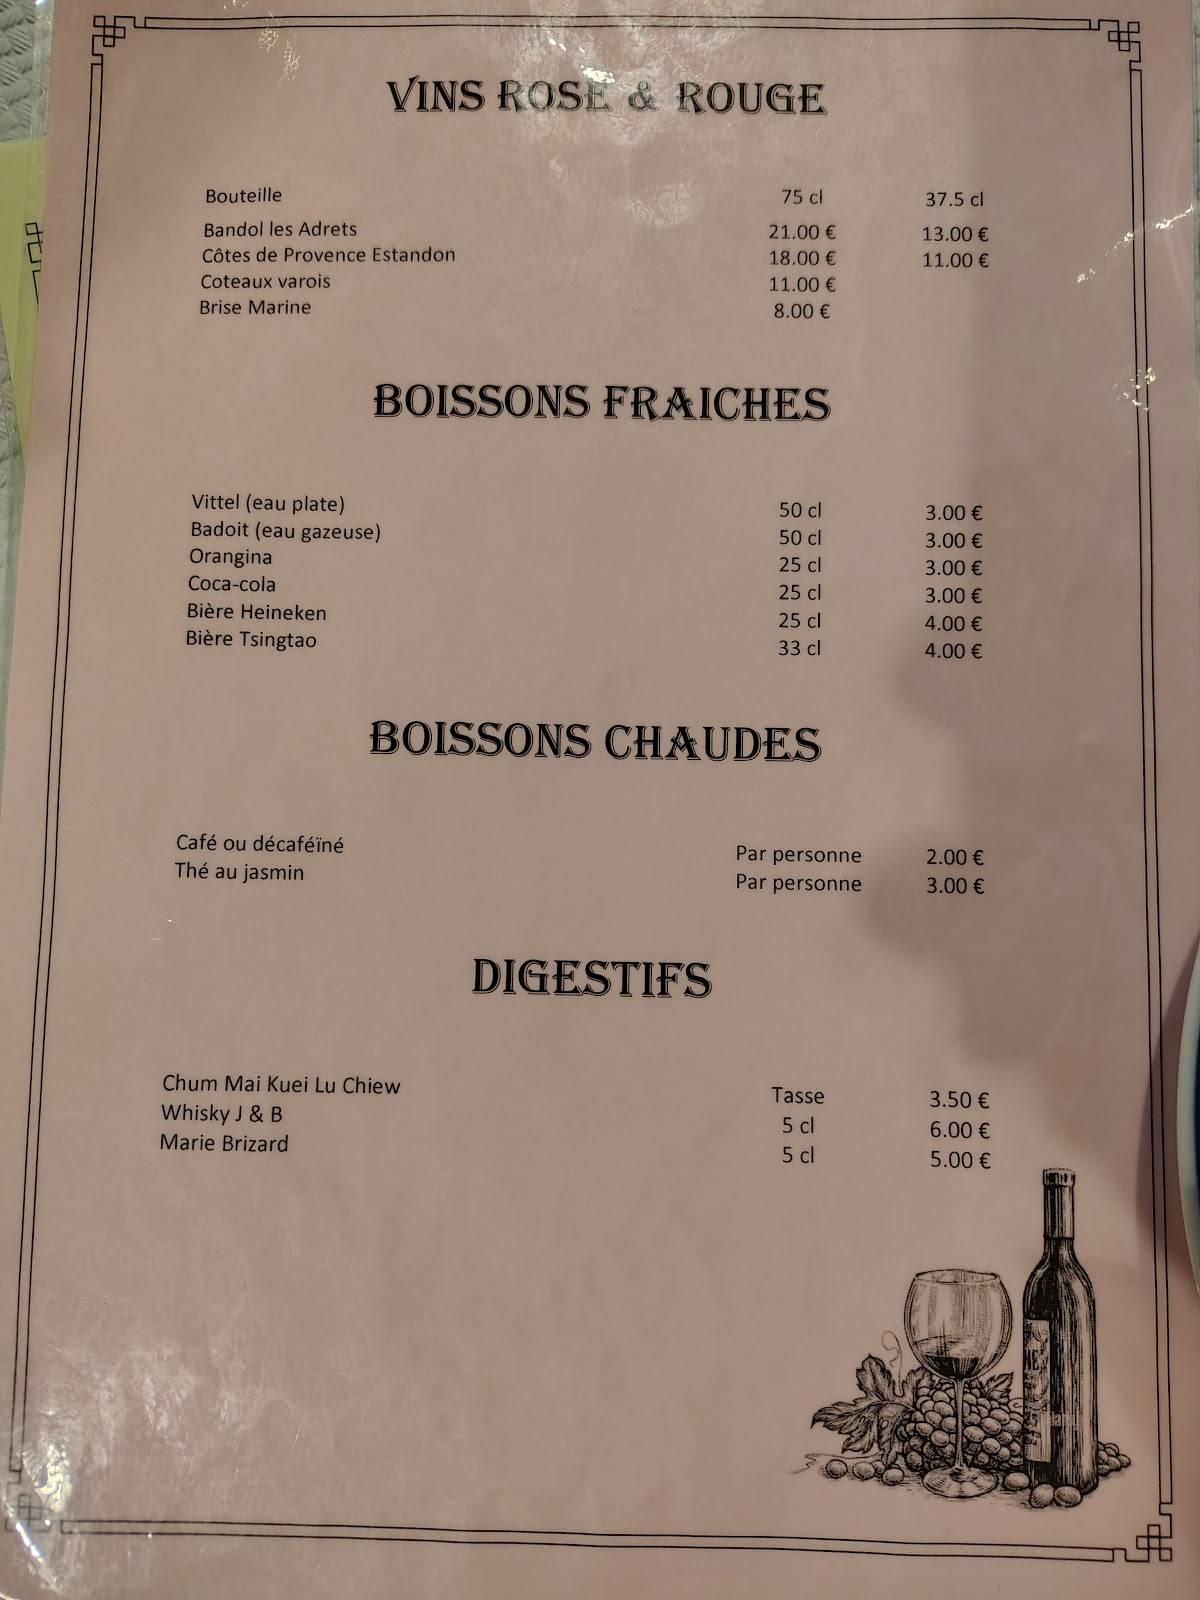 VINS ROSE & ROUGE
Bouteille 75 cl 37.5 cl
Bandol les Adrets 21.00 € 13.00 €
Côtes de Provence Estandon 18.00 € 11.00 €
Coteaux varois 11.00 €
Brise Marine 8.00 €
BOISSONS FRAICHES
Vittel (eau plate) 50 cl 3.00 €
Badoit (eau gazeuse) 50 cl 3.00 €
Orangina 25 cl 3.00 €
Coca-cola 25 cl 3.00 €
Bière Heineken 25 cl 4.00 €
Bière Tsingtao 33 cl 4.00 €
BOISSONS CHAUDES
Café ou décaféïné Par personne 2.00 €
Thé au jasmin Par personne 3.00 €
DIGESTIFS
Chum Mai Kuei Lu Chiew Tasse 3.50 €
Whisky J & B 5 cl 6.00 €
Marie Brizard 5 cl 5.00 €